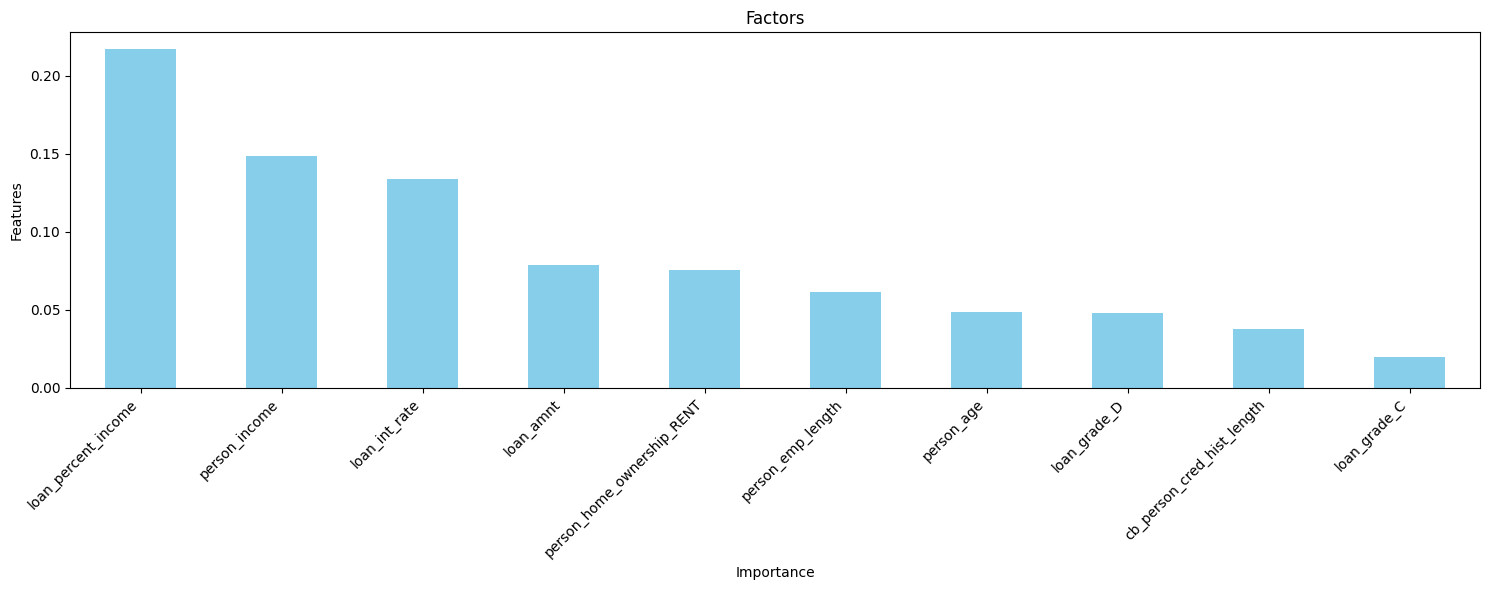 Factors
Features
0.20
0.15
0.10
0.05
0.00
loan_percent_income
person_income
loan_int_rate
loan_amnt
person_home_ownership_RENT
person_emp_length
person_age
loan_grade_D
cb_person_cred_hist_length
loan_grade_C
Importance